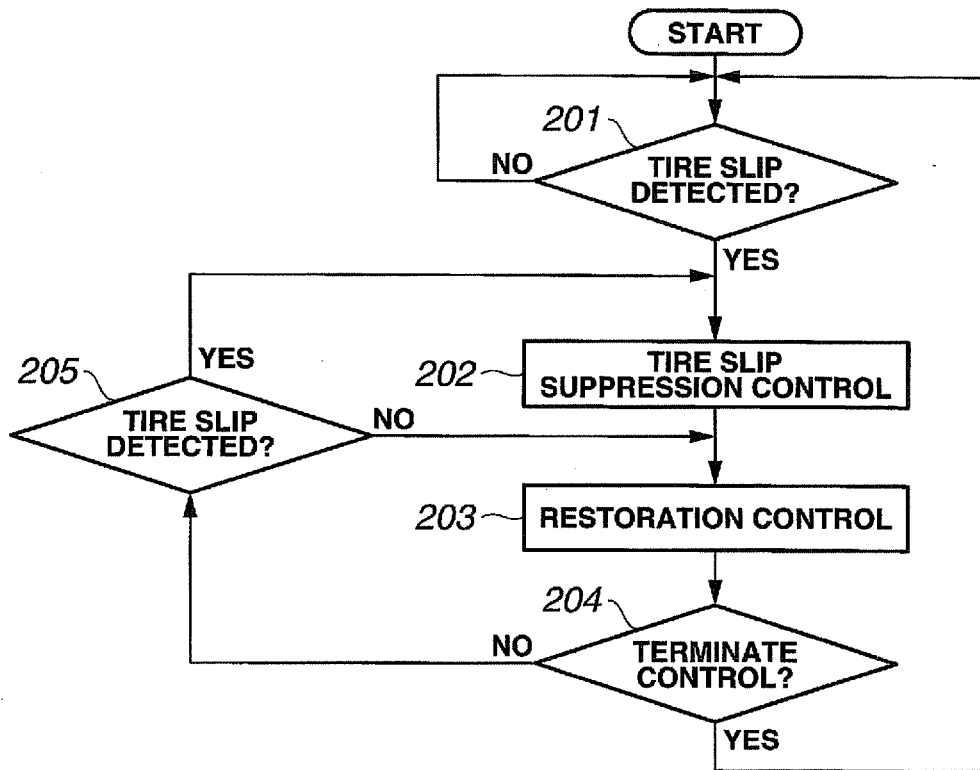 START
201
NO
TIRE SLIP
DETECTED?
YES
YES
205
TIRE SLIP
DETECTED?
NO
202
TIRE SLIP
SUPPRESSION CONTROL
203
RESTORATION CONTROL
204
NO
TERMINATE
CONTROL?
YES